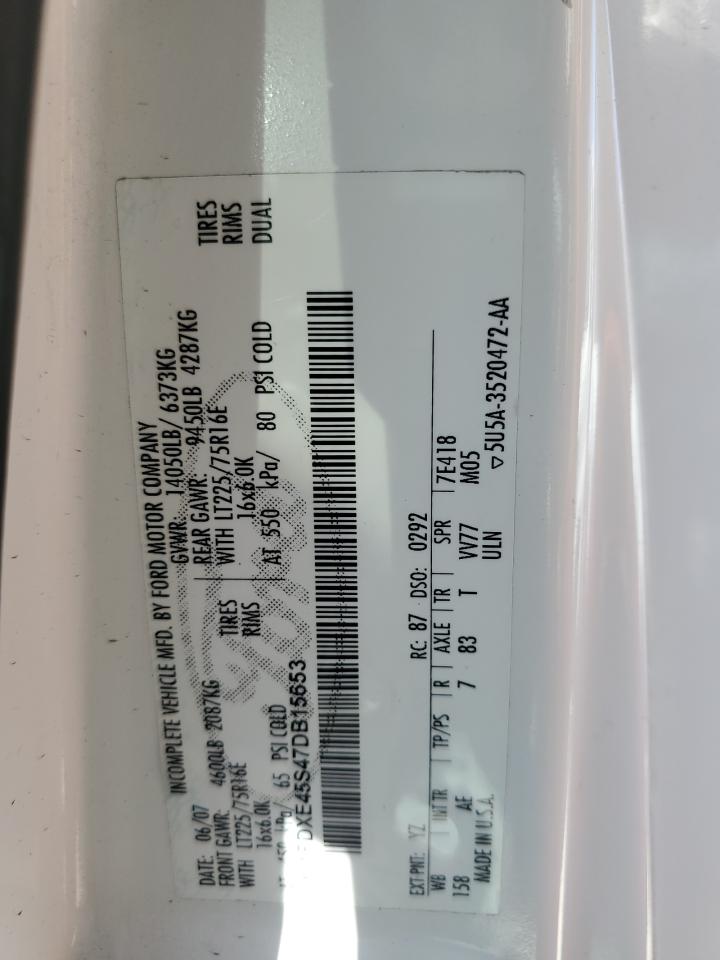 INCOMPLETE VEHICLE MFD. BY FORD MOTOR COMPANY
DATE: 06/07 GVWR: 14050LB/ 6373KG
FRONT GAWR: 4600LB 2087KG REAR GAWR: 9450LB 4287KG
WITH LT225/75R16E TIRES WITH LT225/75R16E TIRES
16x6.0K RIMS 16x6.0K RIMS
kPa/ 65 PSI COLD AT 550 kPa/ 80 PSI COLD DUAL
DXE45S47DB15653
EXT PNT: YZ RC: 87 DSO: 0292
WB INT TR TP/PS R AXLE TR SPR 7E418
158 AE 7 83 T VV77 M05
MADE IN U.S.A. ULN
▽5U5A-3520472-AA